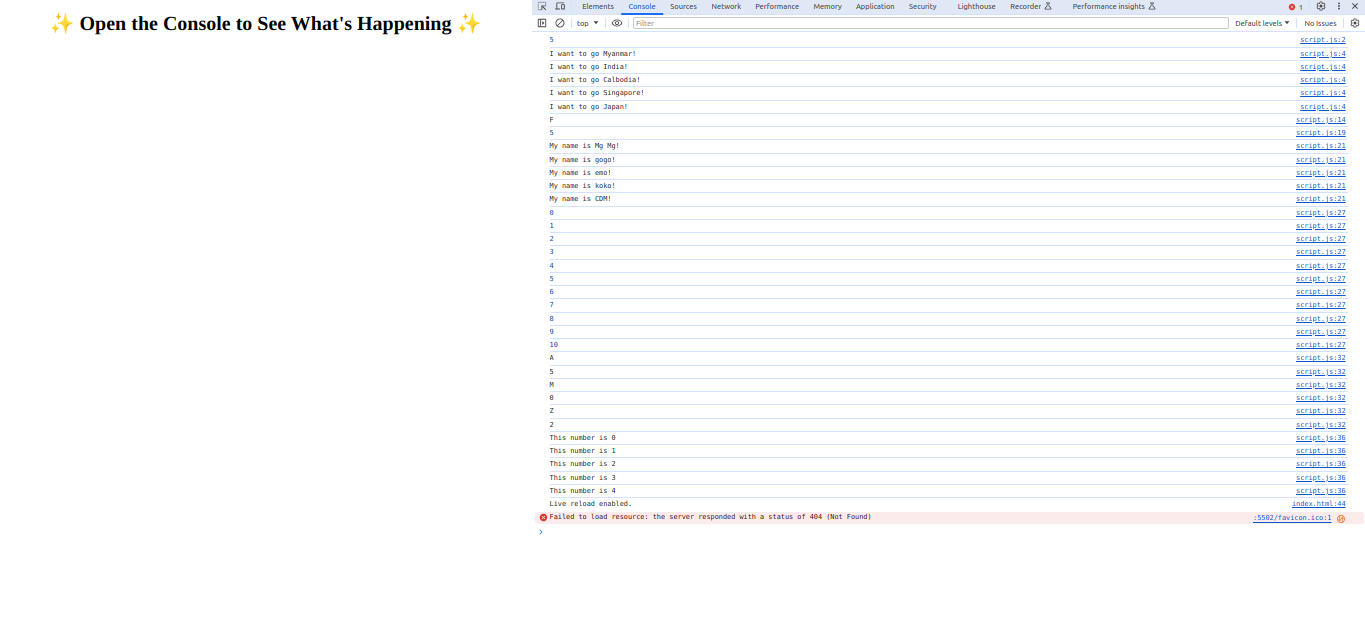 ✨ Open the Console to See What's Happening ✨
Elements Console Sources Network Performance Memory Application Security Lighthouse Recorder Performance insights 1
top Filter Default levels No Issues
5 script.js:2
I want to go Myanmar! script.js:4
I want to go India! script.js:4
I want to go Calbodia! script.js:4
I want to go Singapore! script.js:4
I want to go Japan! script.js:4
F script.js:14
5 script.js:19
My name is Mg Mg! script.js:21
My name is gogo! script.js:21
My name is emo! script.js:21
My name is koko! script.js:21
My name is CDM! script.js:21
0 script.js:27
1 script.js:27
2 script.js:27
3 script.js:27
4 script.js:27
5 script.js:27
6 script.js:27
7 script.js:27
8 script.js:27
9 script.js:27
10 script.js:27
A script.js:32
5 script.js:32
M script.js:32
0 script.js:32
Z script.js:32
2 script.js:32
This number is 0 script.js:36
This number is 1 script.js:36
This number is 2 script.js:36
This number is 3 script.js:36
This number is 4 script.js:36
Live reload enabled. index.html:44
Failed to load resource: the server responded with a status of 404 (Not Found) :5502/favicon.ico:1